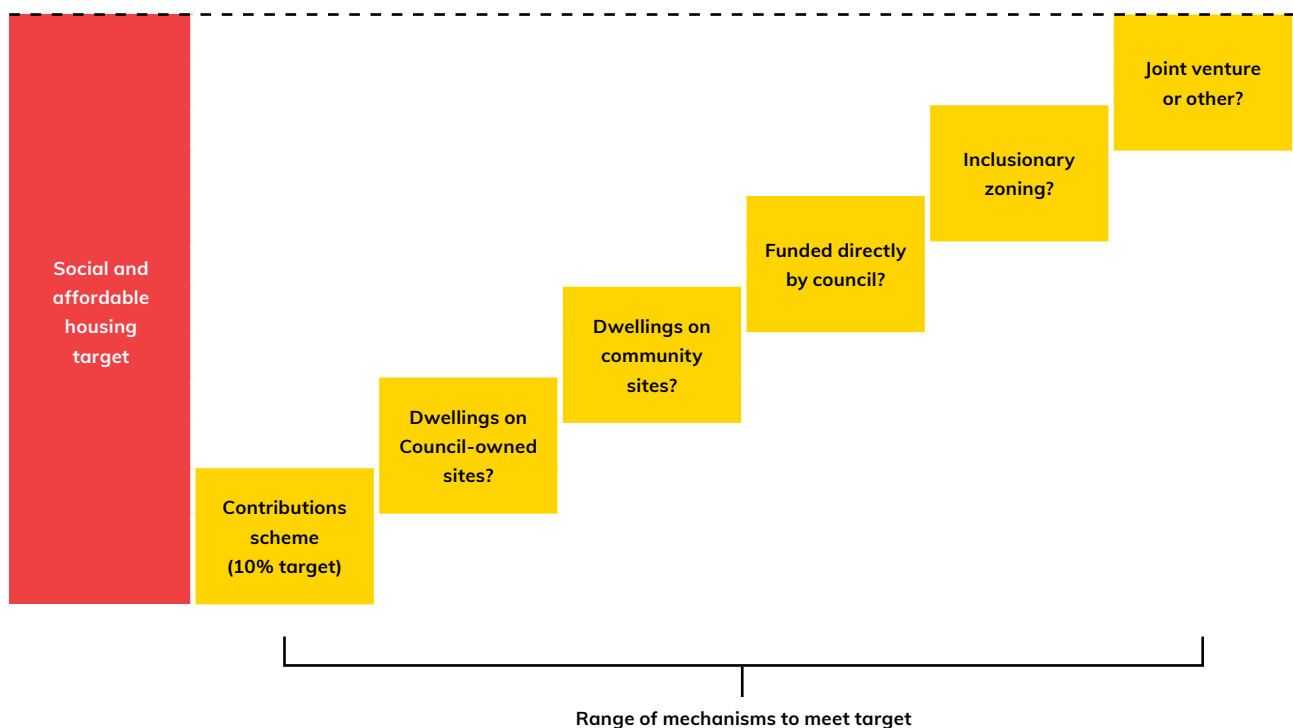 Social and
affordable
housing
target
Contributions
scheme
(10% target)
Dwellings on
Council-owned
sites?
Dwellings on
community
sites?
Funded directly
by council?
Inclusionary
zoning?
Joint venture
or other?
Range of mechanisms to meet target